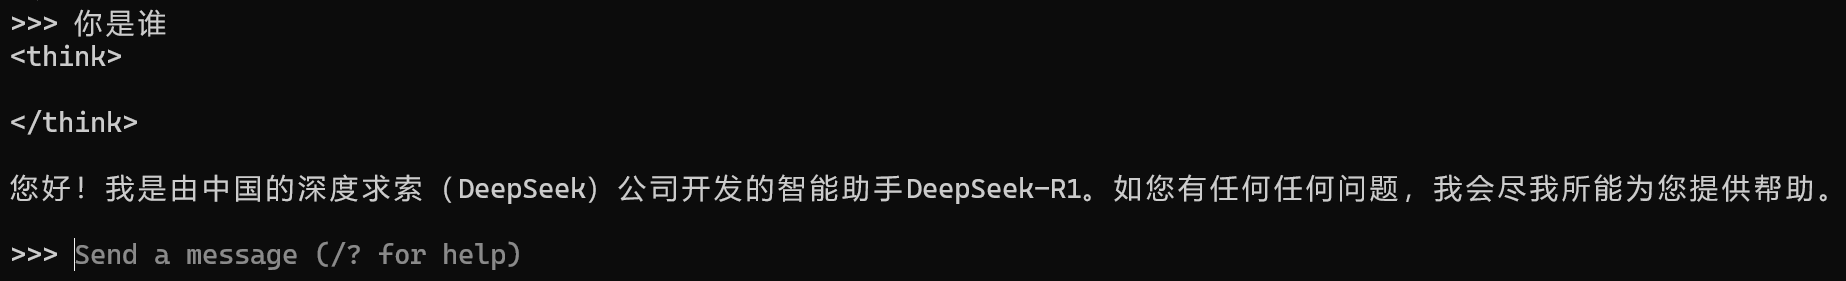 >>> 你是谁
<think>
</think>
您好！我是由中国的深度求索（DeepSeek）公司开发的智能助手DeepSeek-R1。如您有任何任何问题，我会尽我所能为您提供帮助。
>>> Send a message (/? for help)